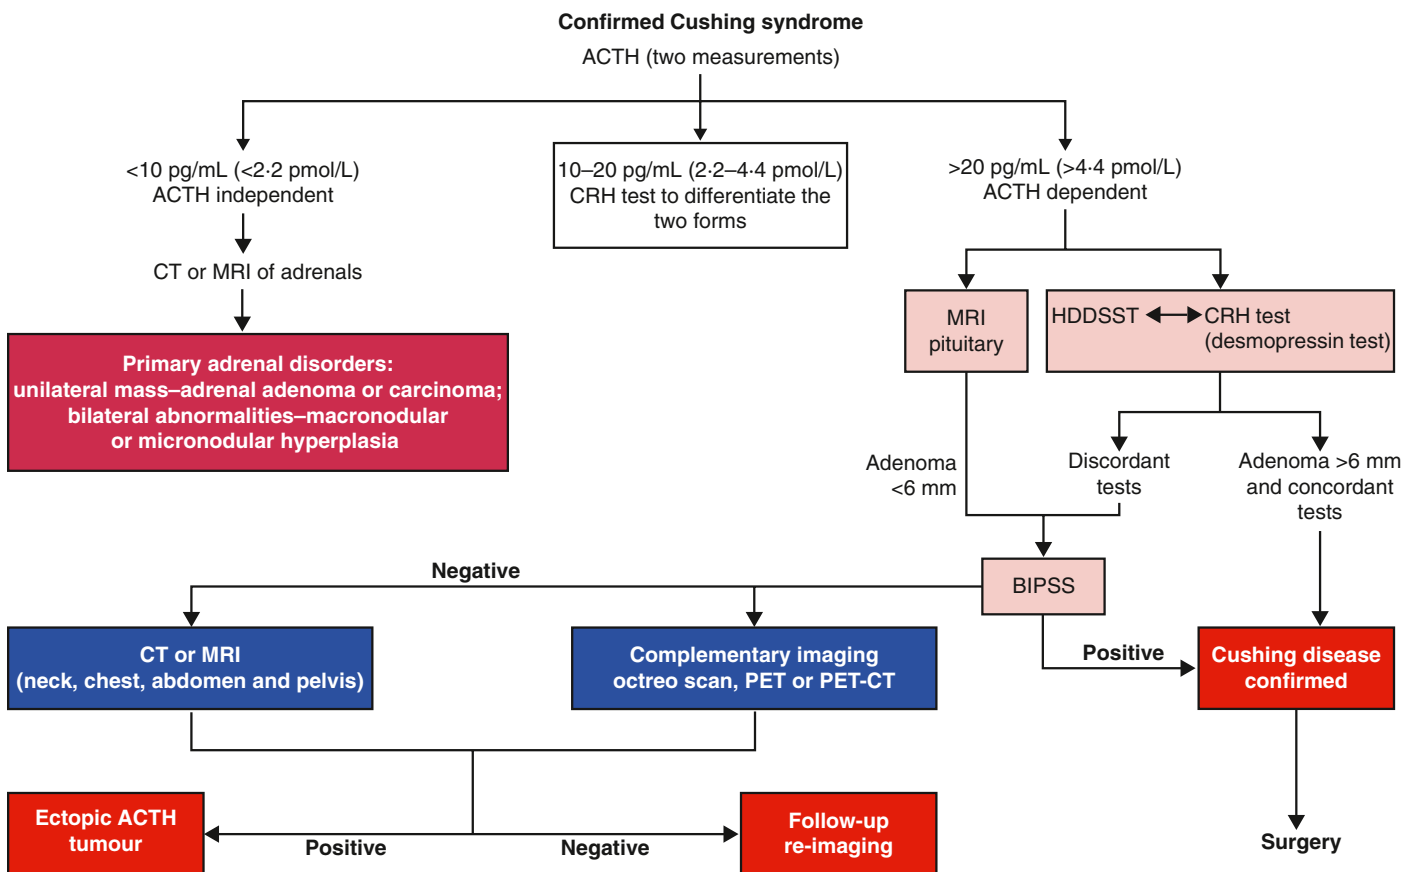 Confirmed Cushing syndrome
ACTH (two measurements)
<10 pg/mL (<2·2 pmol/L)
ACTH independent
10–20 pg/mL (2·2–4·4 pmol/L)
CRH test to differentiate the
two forms
>20 pg/mL (>4·4 pmol/L)
ACTH dependent
CT or MRI of adrenals
Primary adrenal disorders:
unilateral mass–adrenal adenoma or carcinoma;
bilateral abnormalities–macronodular
or micronodular hyperplasia
MRI
pituitary
HDDSST
CRH test
(desmopressin test)
Adenoma
<6 mm
Discordant
tests
Adenoma >6 mm
and concordant
tests
BIPSS
Negative
Positive
CT or MRI
(neck, chest, abdomen and pelvis)
Complementary imaging
octreo scan, PET or PET-CT
Cushing disease
confirmed
Ectopic ACTH
tumour
Positive
Negative
Follow-up
re-imaging
Surgery